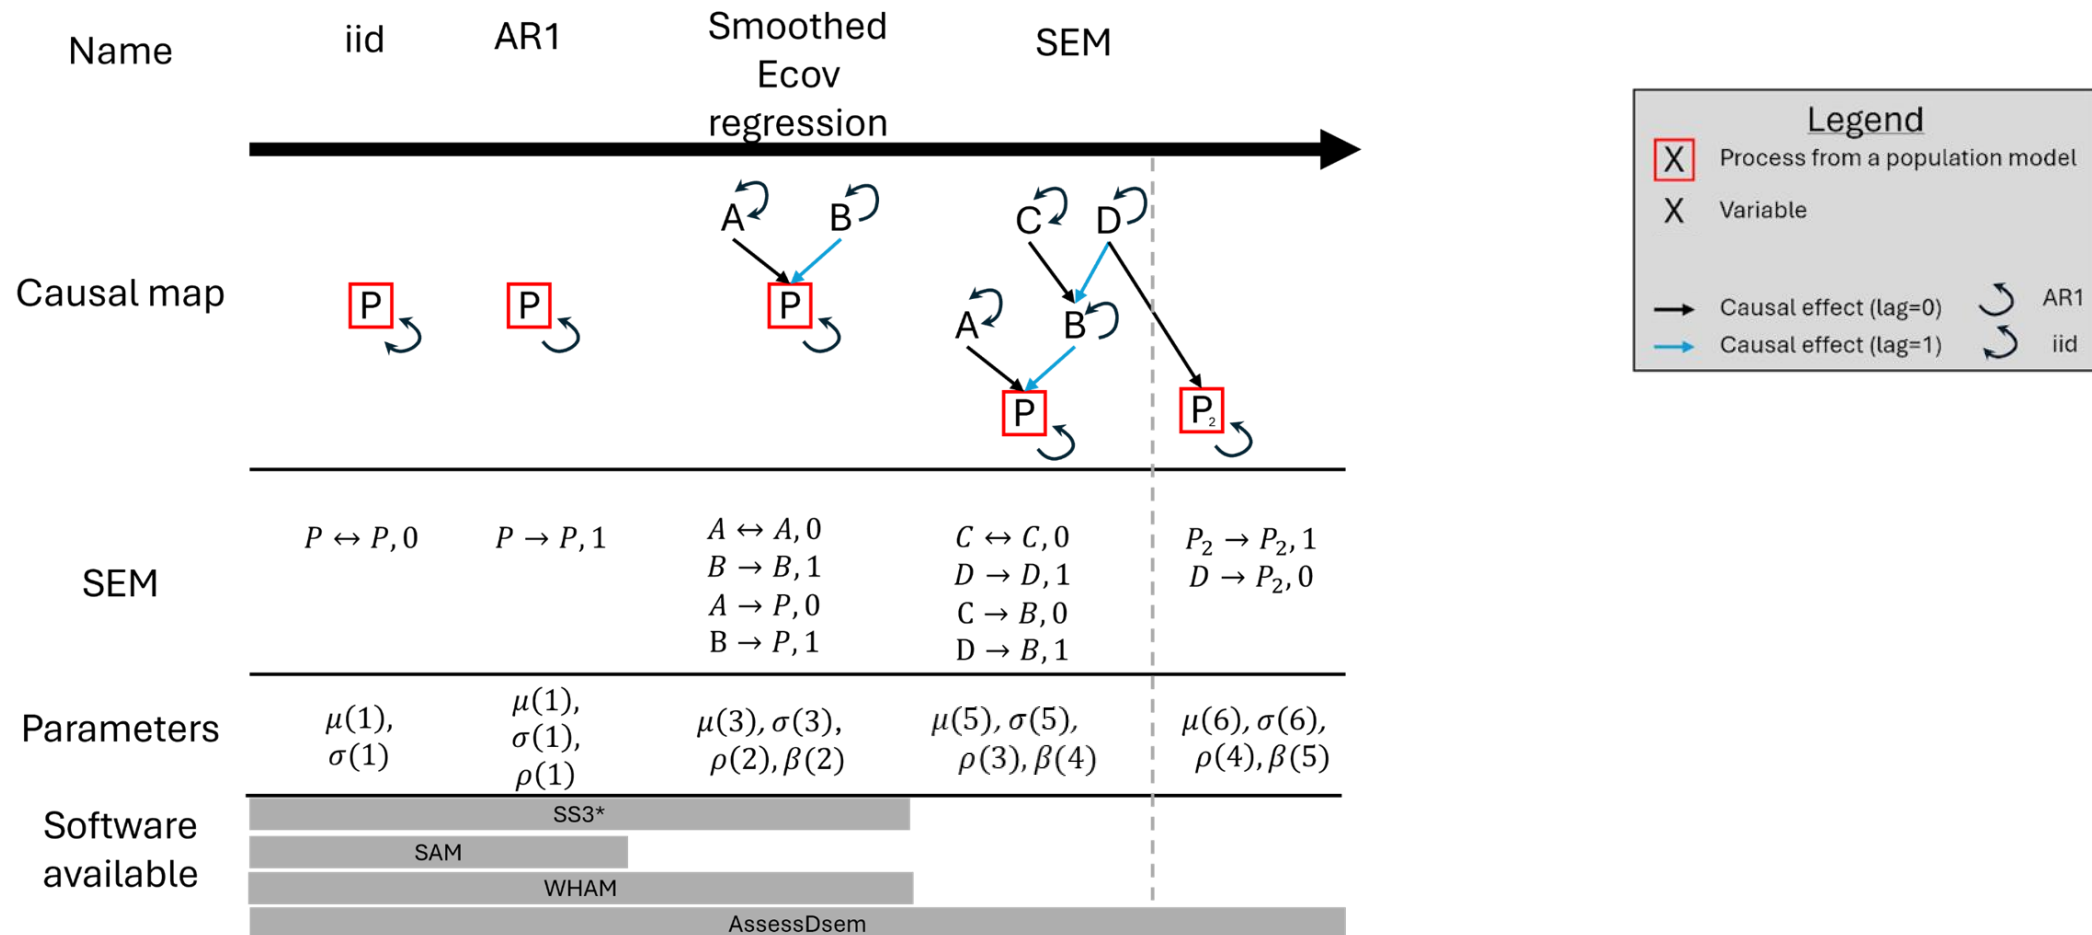 Name
iid
AR1
Smoothed
Ecov
regression
SEM
Causal map
P
P
A
B
P
C
D
A
B
P
P₂
SEM
P ↔ P, 0
P → P, 1
A ↔ A, 0
B → B, 1
A → P, 0
B → P, 1
C ↔ C, 0
D → D, 1
C → B, 0
D → B, 1
P₂ → P₂, 1
D → P₂, 0
Parameters
μ(1),
σ(1)
μ(1),
σ(1),
ρ(1)
μ(3), σ(3),
ρ(2), β(2)
μ(5), σ(5),
ρ(3), β(4)
μ(6), σ(6),
ρ(4), β(5)
Software
available
SS3*
SAM
WHAM
AssessDsem
Legend
X Process from a population model
X Variable
Causal effect (lag=0)
AR1
Causal effect (lag=1)
iid